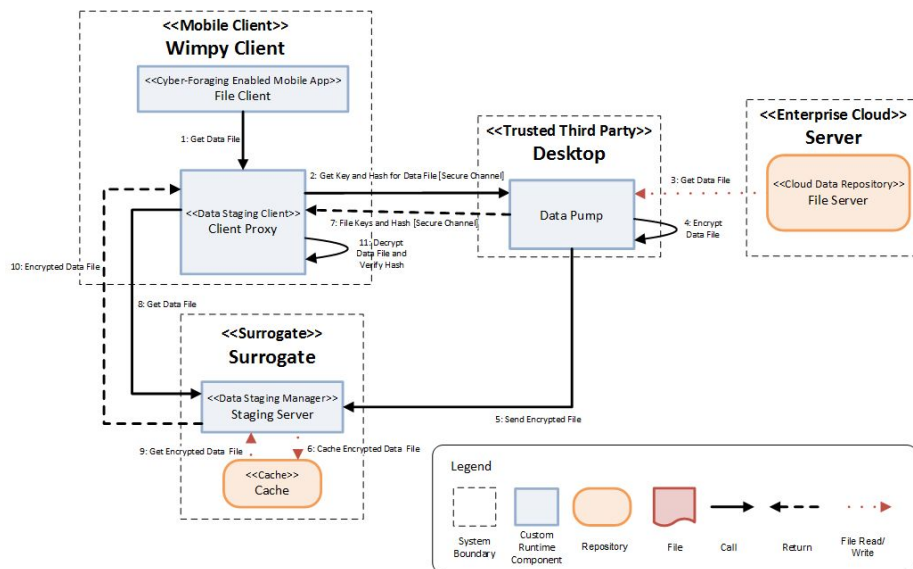 <<Mobile Client>>
Wimpy Client
<<Cyber-Foraging Enabled Mobile App>>
File Client
1: Get Data File
<<Data Staging Client>>
Client Proxy
2: Get Key and Hash for Data File [Secure Channel]
7: File Keys and Hash [Secure Channel]
11: Decrypt
Data File and
Verify Hash
<<Trusted Third Party>>
Desktop
Data Pump
3: Get Data File
4: Encrypt
Data File
<<Enterprise Cloud>>
Server
<<Cloud Data Repository>>
File Server
10: Encrypted Data File
8: Get Data File
<<Surrogate>>
Surrogate
<<Data Staging Manager>>
Staging Server
5: Send Encrypted File
9: Get Encrypted Data File
6: Cache Encrypted Data File
<<Cache>>
Cache
Legend
System
Boundary
Custom
Runtime
Component
Repository
File
Call
Return
File Read/
Write